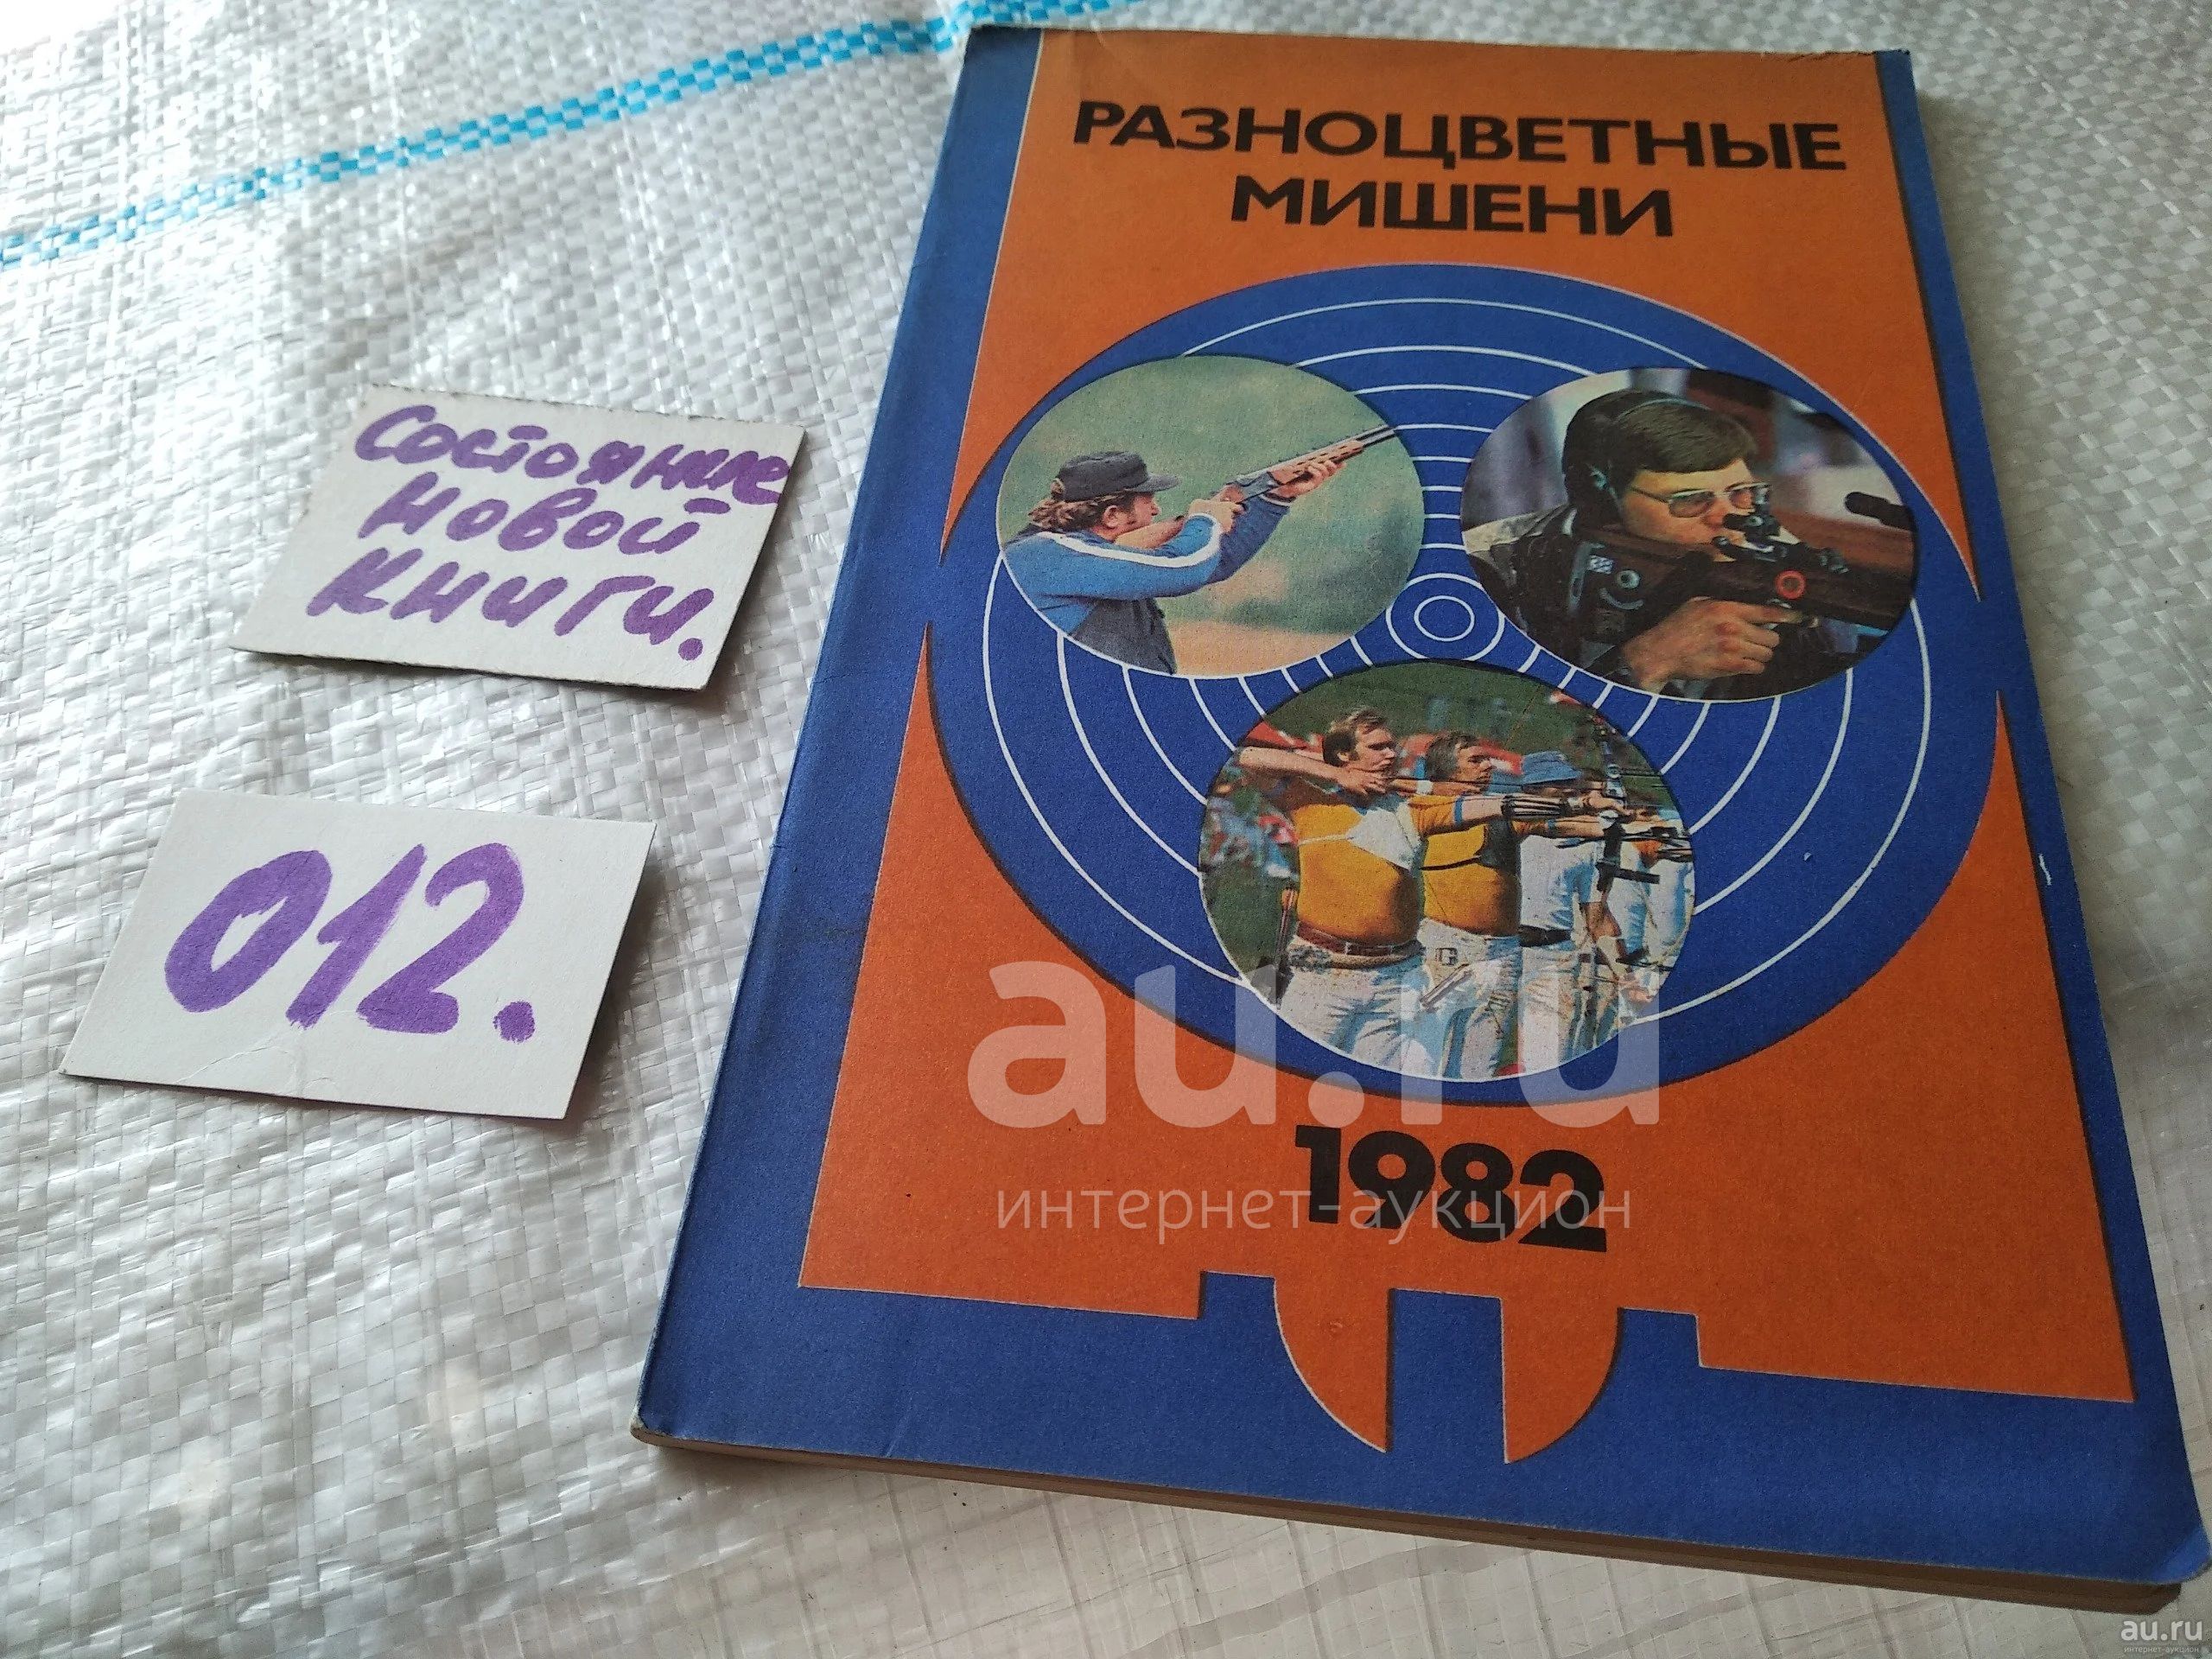 РАЗНОЦВЕТНЫЕ
МИШЕНИ
Состояние
новой
книги.
012.
au.ru
1982
интернет-аукцион
au.ru
интернет-аукцион